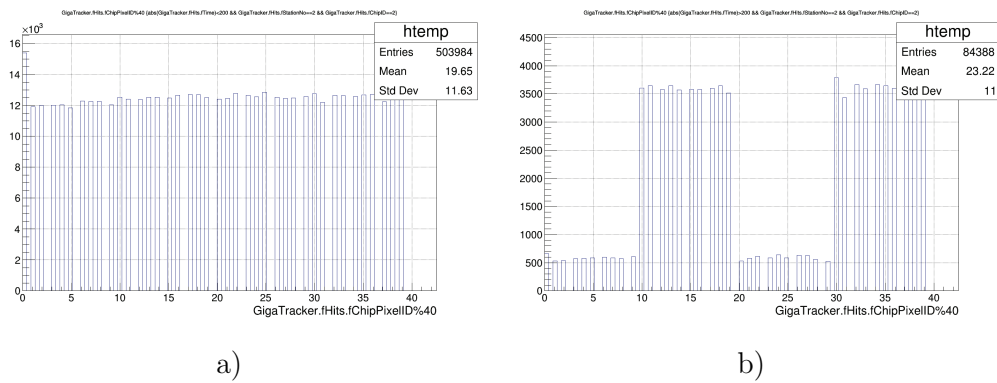 GigaTracker.fHits.fChipPixelID%40 {abs(GigaTracker.fHits.fTime)<200 && GigaTracker.fHits.fStationNo==2 && GigaTracker.fHits.fChipID==2}
×10³
htemp
Entries 503984
Mean 19.65
Std Dev 11.63
16
14
12
10
8
6
4
2
0
0 5 10 15 20 25 30 35 40
GigaTracker.fHits.fChipPixelID%40
a)
GigaTracker.fHits.fChipPixelID%40 {abs(GigaTracker.fHits.fTime)<200 && GigaTracker.fHits.fStationNo==2 && GigaTracker.fHits.fChipID==2}
htemp
Entries 84388
Mean 23.22
Std Dev 11
4500
4000
3500
3000
2500
2000
1500
1000
500
0
0 5 10 15 20 25 30 35 40
GigaTracker.fHits.fChipPixelID%40
b)